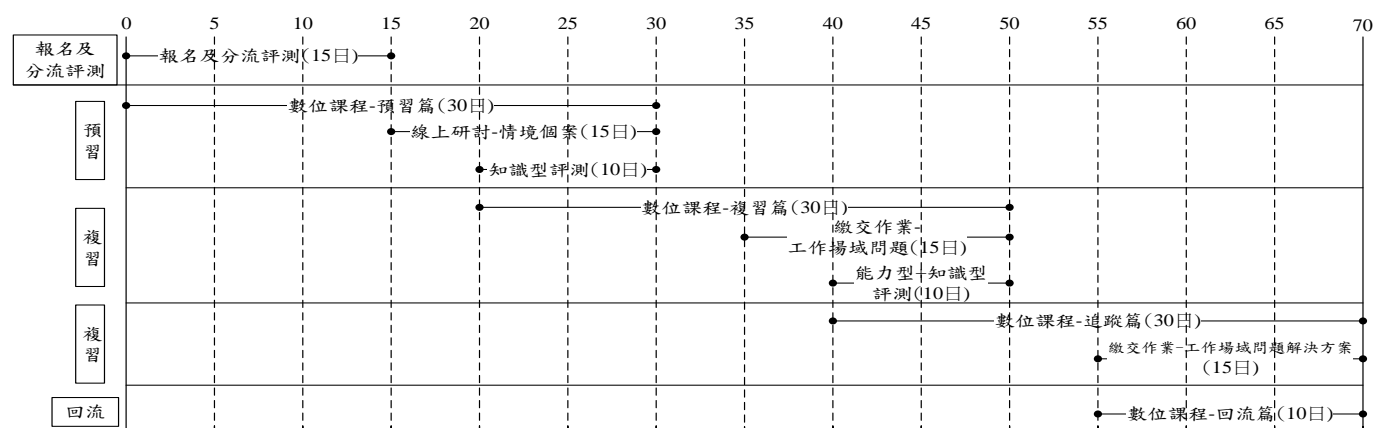 0 5 10 15 20 25 30 35 40 45 50 55 60 65 70
報名及
分流評測
報名及分流評測(15日)
預
習
數位課程-預習篇(30日)
線上研討-情境個案(15日)
知識型評測(10日)
複
習
數位課程-複習篇(30日)
繳交作業-
工作場域問題(15日)
能力型+知識型
評測(10日)
複
習
數位課程-追蹤篇(30日)
繳交作業-工作場域問題解決方案
(15日)
回流
數位課程-回流篇(10日)